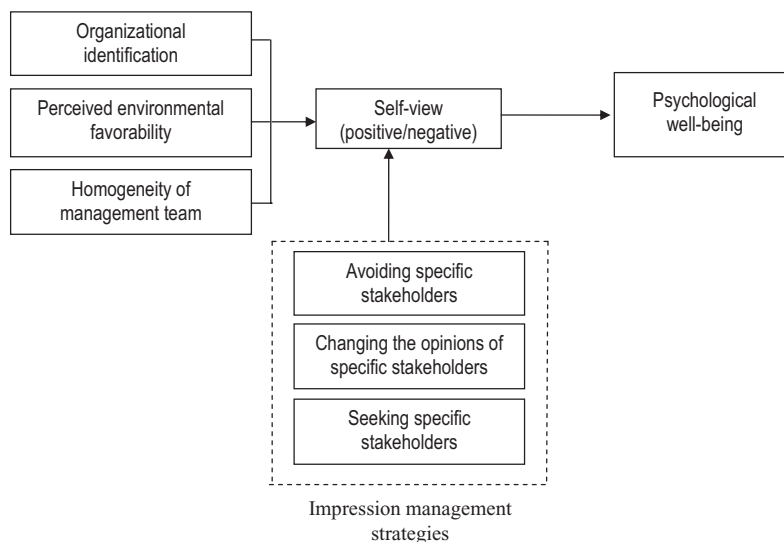 Organizational
identification
Perceived environmental
favorability
Homogeneity of
management team
Self-view
(positive/negative)
Psychological
well-being
Avoiding specific
stakeholders
Changing the opinions of
specific stakeholders
Seeking specific
stakeholders
Impression management
strategies